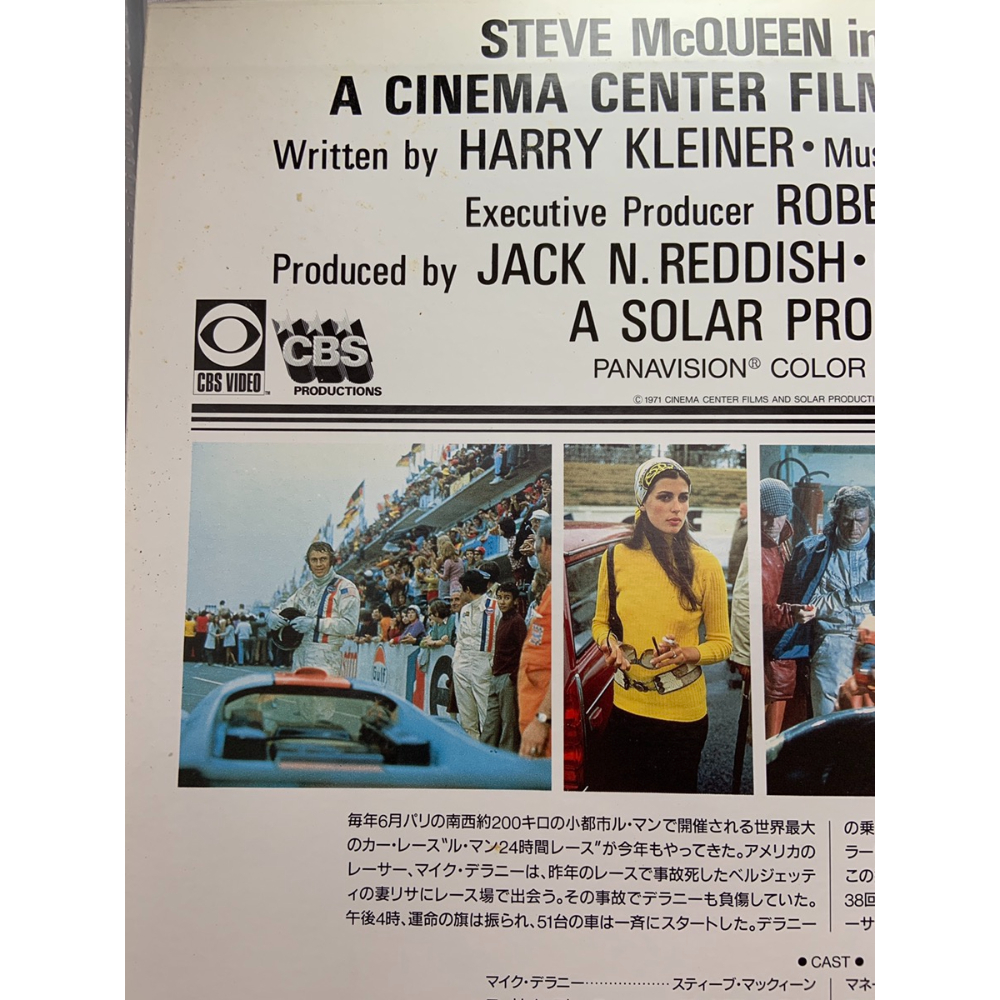 STEVE McQUEEN in
A CINEMA CENTER FILM
Written by HARRY KLEINER • Mus
Executive Producer ROBE
Produced by JACK N. REDDISH •
A SOLAR PRO
PANAVISION® COLOR
© 1971 CINEMA CENTER FILMS AND SOLAR PRODUCTI
CBS VIDEO™
CBS
PRODUCTIONS
Gulf
毎年6月パリの南西約200キロの小都市ル・マンで開催される世界最大
のカー・レース"ル・マン24時間レース"が今年もやってきた。アメリカの
レーサー、マイク・デラニーは、昨年のレースで事故死したベルジェッテ
ィの妻リサにレース場で出会う。その事故でデラニーも負傷していた。
午後4時、運命の旗は振られ、51台の車は一斉にスタートした。デラニー
の乗
ラー
この
38回
ーサ
● CAST ●
マイク・デラニー………………スティーブ・マックィーン
マネー